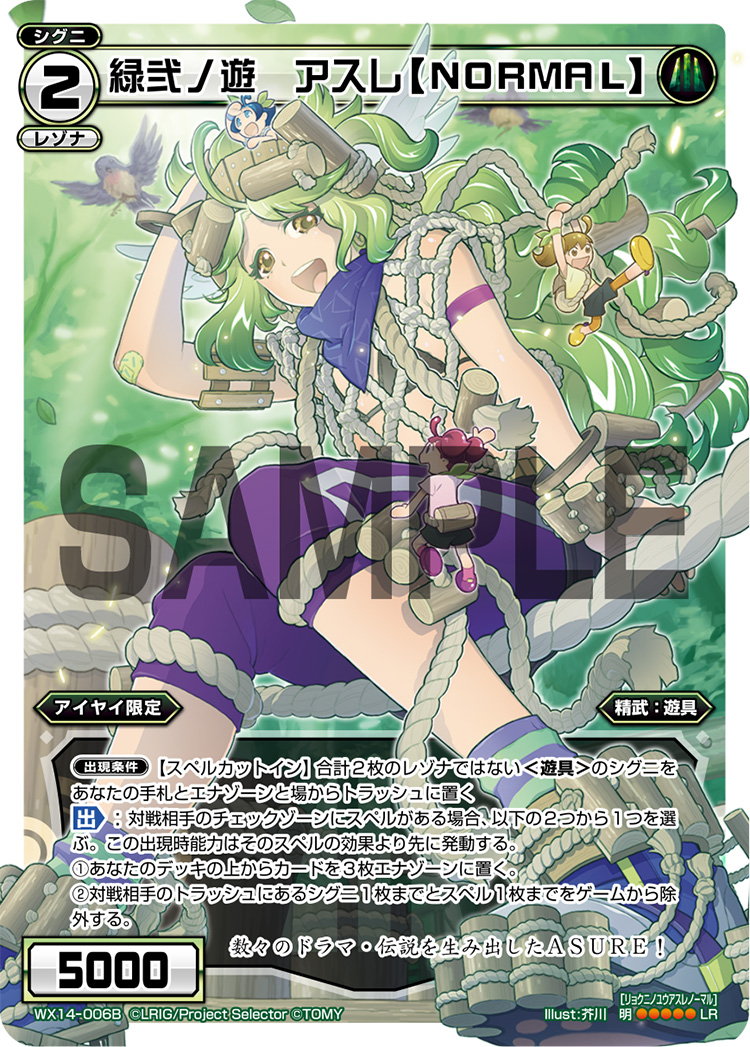 シグニ
2
緑弐ノ遊　アスレ【NORMAL】
レゾナ
SAMPLE
アイヤイ限定
精武：遊具
出現条件 【スペルカットイン】合計２枚のレゾナではない＜遊具＞のシグニを
あなたの手札とエナゾーンと場からトラッシュに置く
出：対戦相手のチェックゾーンにスペルがある場合、以下の２つから１つを選
ぶ。この出現時能力はそのスペルの効果より先に発動する。
①あなたのデッキの上からカードを３枚エナゾーンに置く。
②対戦相手のトラッシュにあるシグニ１枚までとスペル１枚までをゲームから除
外する。
数々のドラマ・伝説を生み出したＡＳＵＲＥ！
5000
[リョクニノユウアスレノーマル]
WX14-006B ©LRIG/Project Selector ©TOMY
Illust:芥川　明 ●●●●● LR